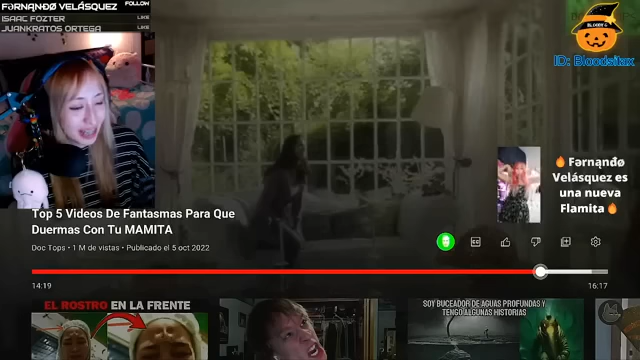 Fərnąņđø Velásquez FOLLOW
ISAAC FOZTER LIKE
JUANKRATOS ORTEGA LIKE
BLOODY G
ID: Bloodsitax
🔥 Fərnąņđø
Velásquez es
una nueva
Flamita🔥
Top 5 Videos De Fantasmas Para Que
Duermas Con Tu MAMITA
Doc Tops • 1 M de vistas • Publicado el 5 oct 2022
14:19
16:17
EL ROSTRO EN LA FRENTE
SOY BUCEADOR DE AGUAS PROFUNDAS Y
TENGO ALGUNAS HISTORIAS